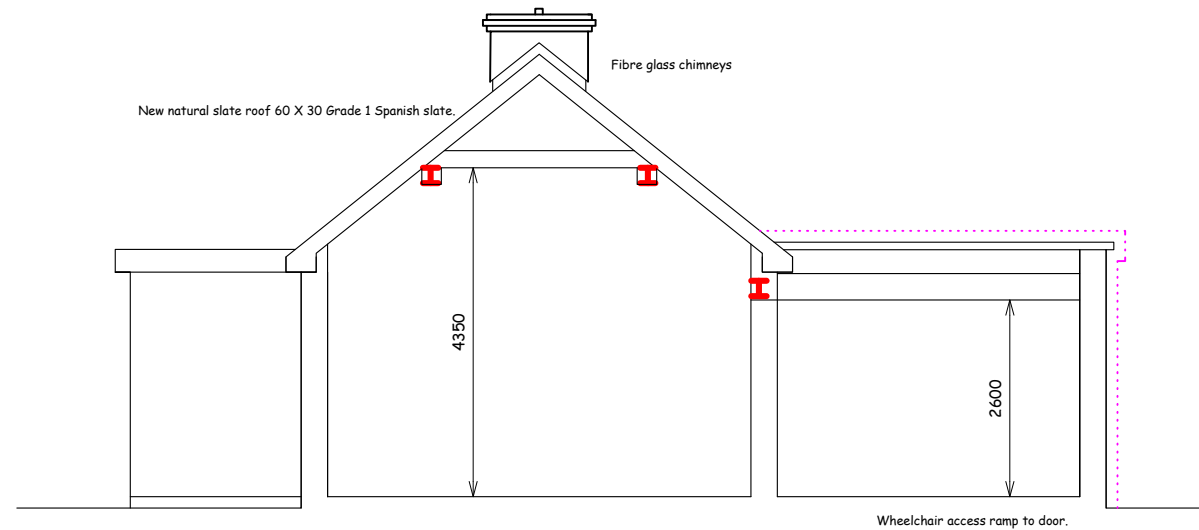 Fibre glass chimneys
New natural slate roof 60 X 30 Grade 1 Spanish slate.
4350
2600
Wheelchair access ramp to door.